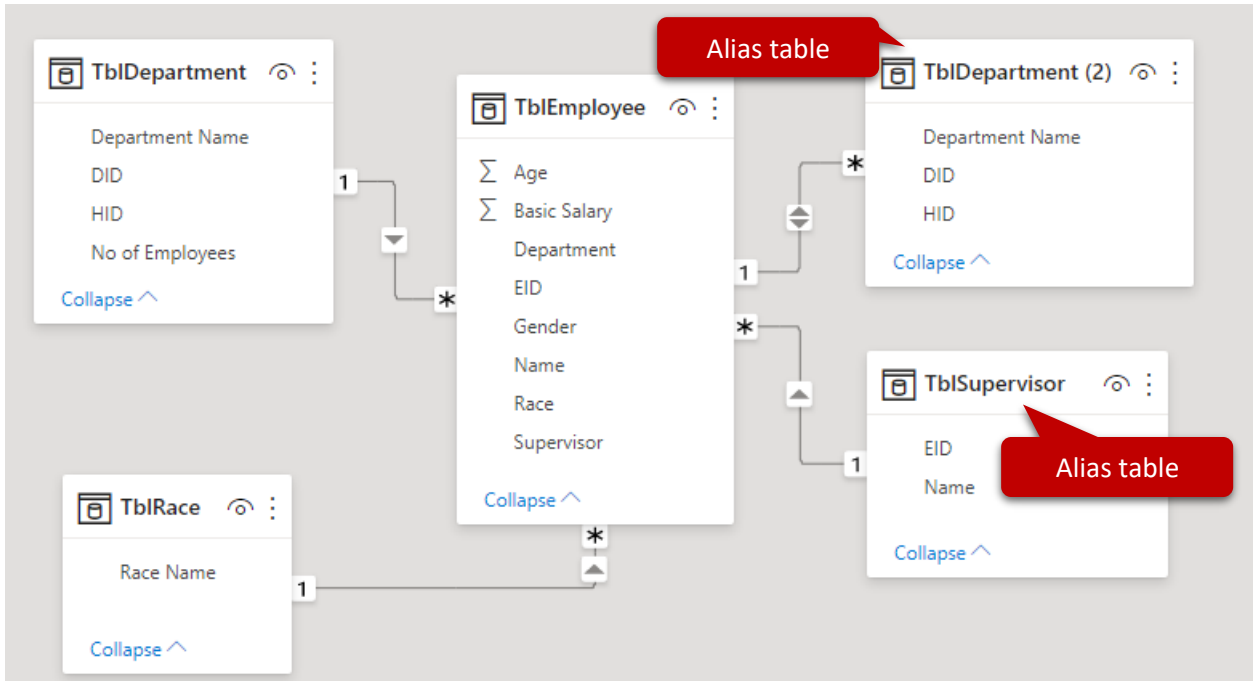 TblDepartment
Department Name
DID
HID
No of Employees
Collapse
TblEmployee
Age
Basic Salary
Department
EID
Gender
Name
Race
Supervisor
Collapse
Alias table
TblDepartment (2)
Department Name
DID
HID
Collapse
TblSupervisor
EID
Name
Collapse
Alias table
TblRace
Race Name
Collapse
1
*
1
*
*
1
*
1